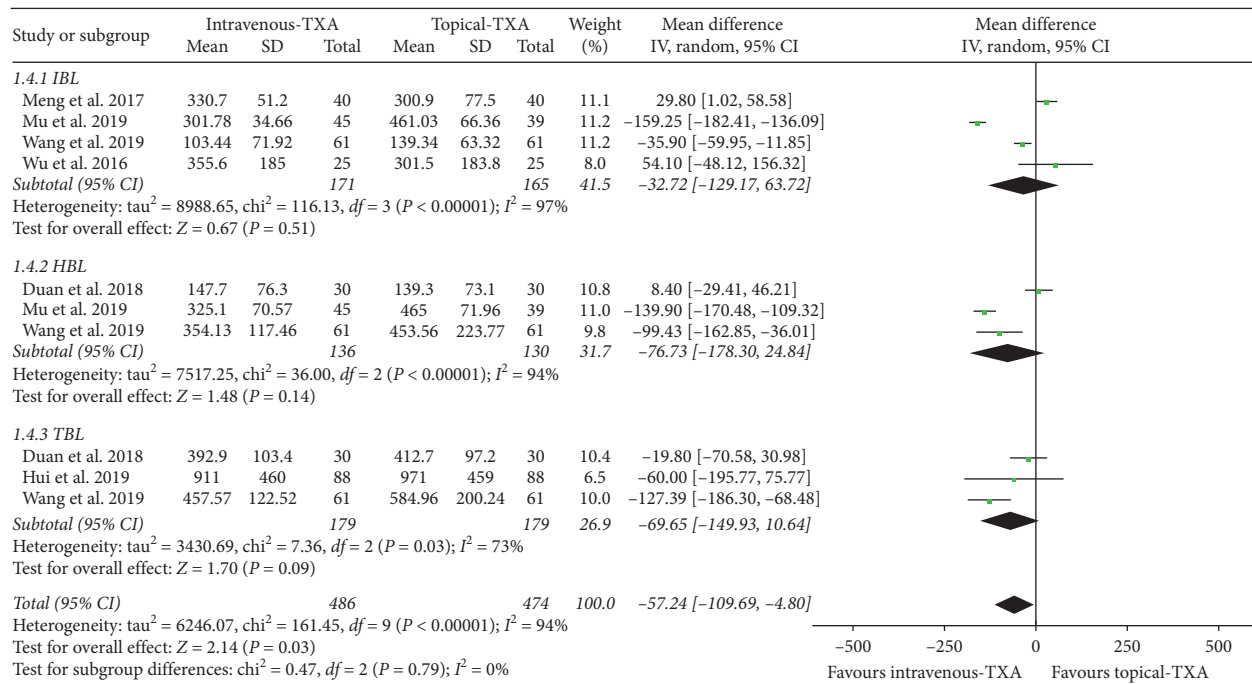 Study or subgroup Intravenous-TXA Topical-TXA Weight (%) Mean difference IV, random, 95% CI Mean difference IV, random, 95% CI
Mean SD Total Mean SD Total
1.4.1 IBL
Meng et al. 2017 330.7 51.2 40 300.9 77.5 40 11.1 29.80 [1.02, 58.58]
Mu et al. 2019 301.78 34.66 45 461.03 66.36 39 11.2 −159.25 [−182.41, −136.09]
Wang et al. 2019 103.44 71.92 61 139.34 63.32 61 11.2 −35.90 [−59.95, −11.85]
Wu et al. 2016 355.6 185 25 301.5 183.8 25 8.0 54.10 [−48.12, 156.32]
Subtotal (95% CI) 171 165 41.5 −32.72 [−129.17, 63.72]
Heterogeneity: tau² = 8988.65, chi² = 116.13, df = 3 (P < 0.00001); I² = 97%
Test for overall effect: Z = 0.67 (P = 0.51)
1.4.2 HBL
Duan et al. 2018 147.7 76.3 30 139.3 73.1 30 10.8 8.40 [−29.41, 46.21]
Mu et al. 2019 325.1 70.57 45 465 71.96 39 11.0 −139.90 [−170.48, −109.32]
Wang et al. 2019 354.13 117.46 61 453.56 223.77 61 9.8 −99.43 [−162.85, −36.01]
Subtotal (95% CI) 136 130 31.7 −76.73 [−178.30, 24.84]
Heterogeneity: tau² = 7517.25, chi² = 36.00, df = 2 (P < 0.00001); I² = 94%
Test for overall effect: Z = 1.48 (P = 0.14)
1.4.3 TBL
Duan et al. 2018 392.9 103.4 30 412.7 97.2 30 10.4 −19.80 [−70.58, 30.98]
Hui et al. 2019 911 460 88 971 459 88 6.5 −60.00 [−195.77, 75.77]
Wang et al. 2019 457.57 122.52 61 584.96 200.24 61 10.0 −127.39 [−186.30, −68.48]
Subtotal (95% CI) 179 179 26.9 −69.65 [−149.93, 10.64]
Heterogeneity: tau² = 3430.69, chi² = 7.36, df = 2 (P = 0.03); I² = 73%
Test for overall effect: Z = 1.70 (P = 0.09)
Total (95% CI) 486 474 100.0 −57.24 [−109.69, −4.80]
Heterogeneity: tau² = 6246.07, chi² = 161.45, df = 9 (P < 0.00001); I² = 94%
Test for overall effect: Z = 2.14 (P = 0.03)
Test for subgroup differences: chi² = 0.47, df = 2 (P = 0.79); I² = 0%
−500 −250 0 250 500
Favours intravenous-TXA Favours topical-TXA